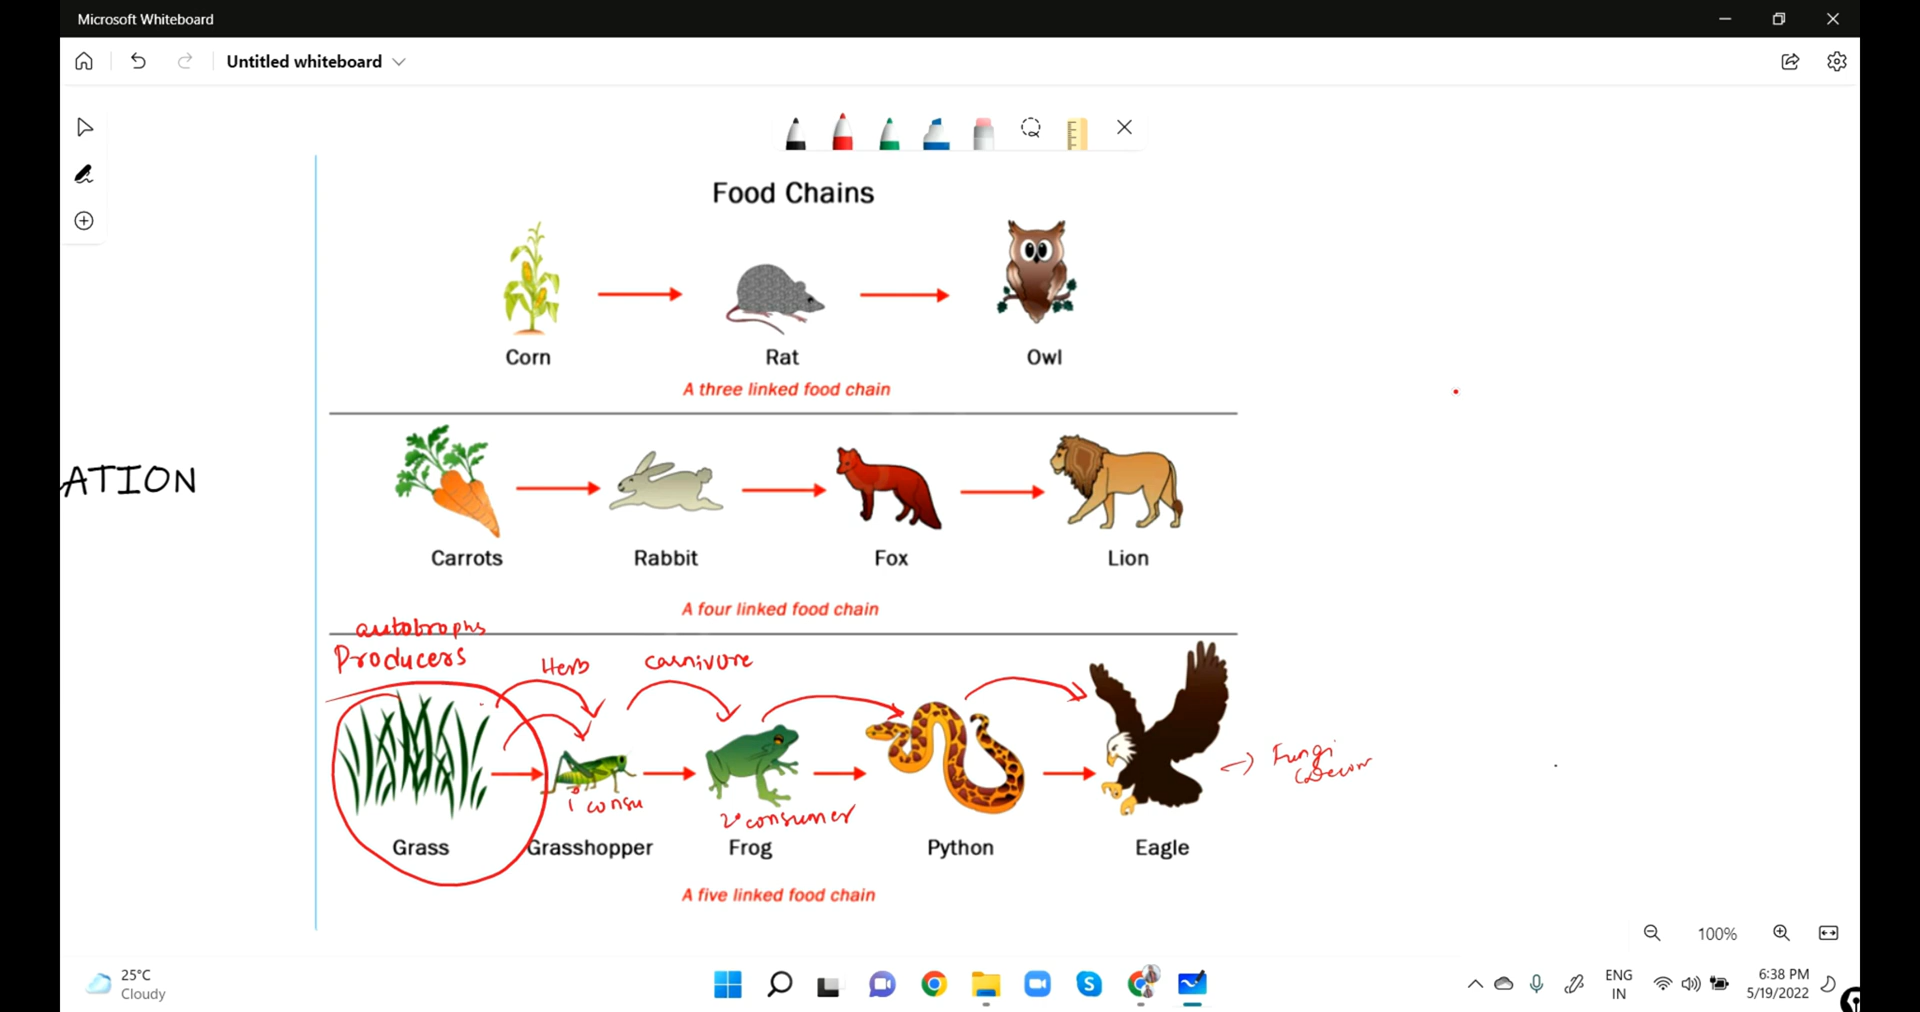 Microsoft Whiteboard
Untitled whiteboard
Food Chains
Corn
Rat
Owl
A three linked food chain
ATION
Carrots
Rabbit
Fox
Lion
A four linked food chain
autotrophs
Producers
Herb
Carnivore
Fungi
1° consu
2° consumer
Grass
Grasshopper
Frog
Python
Eagle
A five linked food chain
100%
25°C
Cloudy
ENG
IN
6:38 PM
5/19/2022